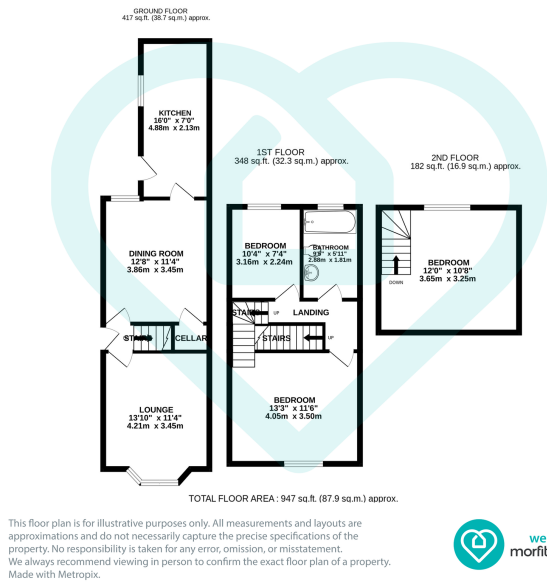 GROUND FLOOR
417 sq.ft. (38.7 sq.m.) approx.
KITCHEN
16'0" x 7'0"
4.88m x 2.13m
DINING ROOM
12'8" x 11'4"
3.86m x 3.45m
STAIRS
CELLAR
LOUNGE
13'10" x 11'4"
4.21m x 3.45m
1ST FLOOR
348 sq.ft. (32.3 sq.m.) approx.
BEDROOM
10'4" x 7'4"
3.16m x 2.24m
BATHROOM
9'5" x 5'11"
2.88m x 1.81m
STAIRS
UP
LANDING
STAIRS
UP
BEDROOM
13'3" x 11'6"
4.05m x 3.50m
2ND FLOOR
182 sq.ft. (16.9 sq.m.) approx.
BEDROOM
12'0" x 10'8"
3.65m x 3.25m
DOWN
TOTAL FLOOR AREA : 947 sq.ft. (87.9 sq.m.) approx.
This floor plan is for illustrative purposes only. All measurements and layouts are
approximations and do not necessarily capture the precise specifications of the
property. No responsibility is taken for any error, omission, or misstatement.
We always recommend viewing in person to confirm the exact floor plan of a property.
Made with Metropix.
we
morfit